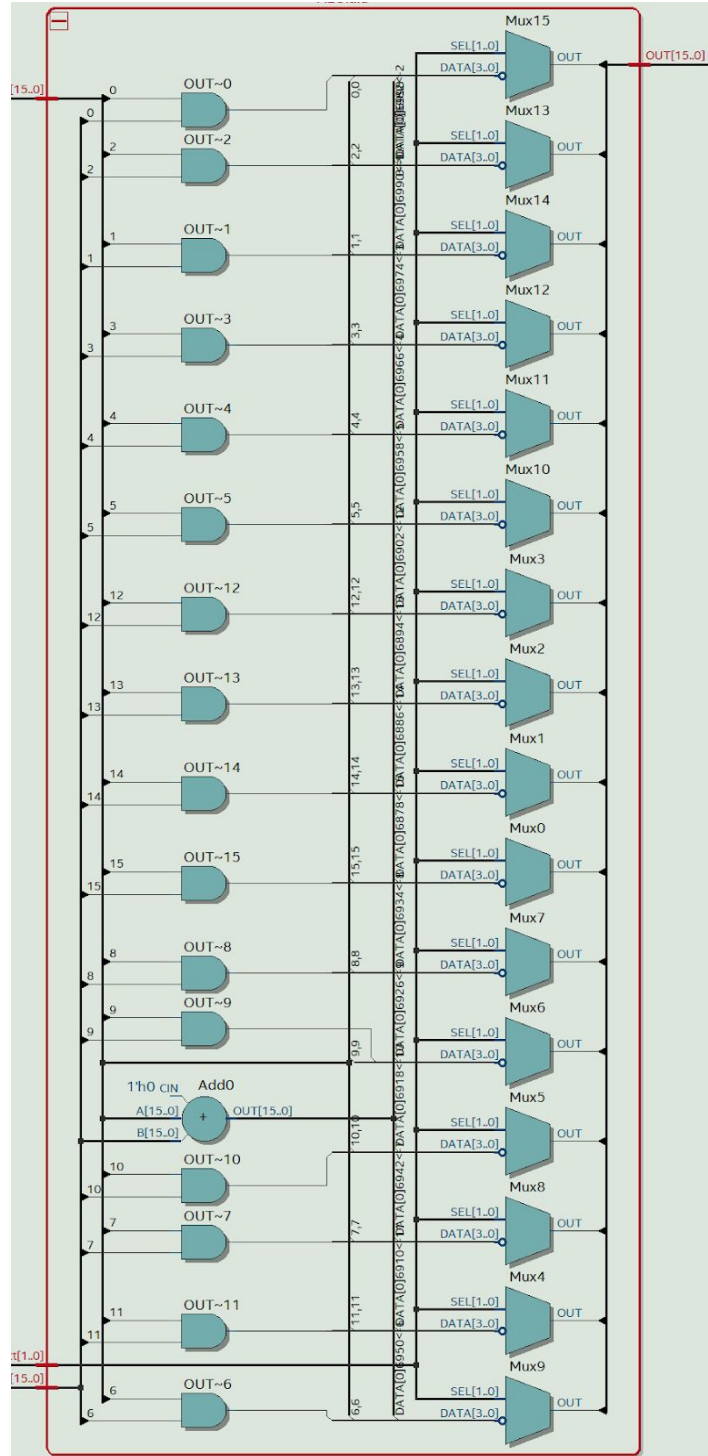 Mux15
SEL[1..0]
OUT
OUT[15..0]
[15..0]
0
OUT~0
DATA[3..0]
0,0
0
Mux13
OUT~2
SEL[1..0]
OUT
2
DATA[3..0]
2,2
2
Mux14
OUT~1
SEL[1..0]
OUT
1
DATA[3..0]
1,1
1
Mux12
OUT~3
SEL[1..0]
OUT
3
DATA[3..0]
3,3
3
Mux11
OUT~4
SEL[1..0]
OUT
4
DATA[3..0]
4,4
4
Mux10
OUT~5
SEL[1..0]
OUT
5
DATA[3..0]
5,5
5
Mux3
OUT~12
SEL[1..0]
OUT
12
DATA[3..0]
12,12
12
Mux2
OUT~13
SEL[1..0]
OUT
13
DATA[3..0]
13,13
13
Mux1
OUT~14
SEL[1..0]
OUT
14
DATA[3..0]
14,14
14
Mux0
OUT~15
SEL[1..0]
OUT
15
DATA[3..0]
15,15
15
Mux7
OUT~8
SEL[1..0]
OUT
8
DATA[3..0]
8,8
8
Mux6
OUT~9
SEL[1..0]
OUT
9
DATA[3..0]
9,9
9
1'h0 CIN
Add0
+
A[15..0]
OUT[15..0]
B[15..0]
Mux5
SEL[1..0]
OUT
DATA[3..0]
10,10
OUT~10
10
10
Mux8
OUT~7
SEL[1..0]
OUT
7
DATA[3..0]
7,7
7
Mux4
OUT~11
SEL[1..0]
OUT
11
DATA[3..0]
11,11
11
t[1..0]
[15..0]
Mux9
OUT~6
SEL[1..0]
OUT
6
DATA[3..0]
6,6
6